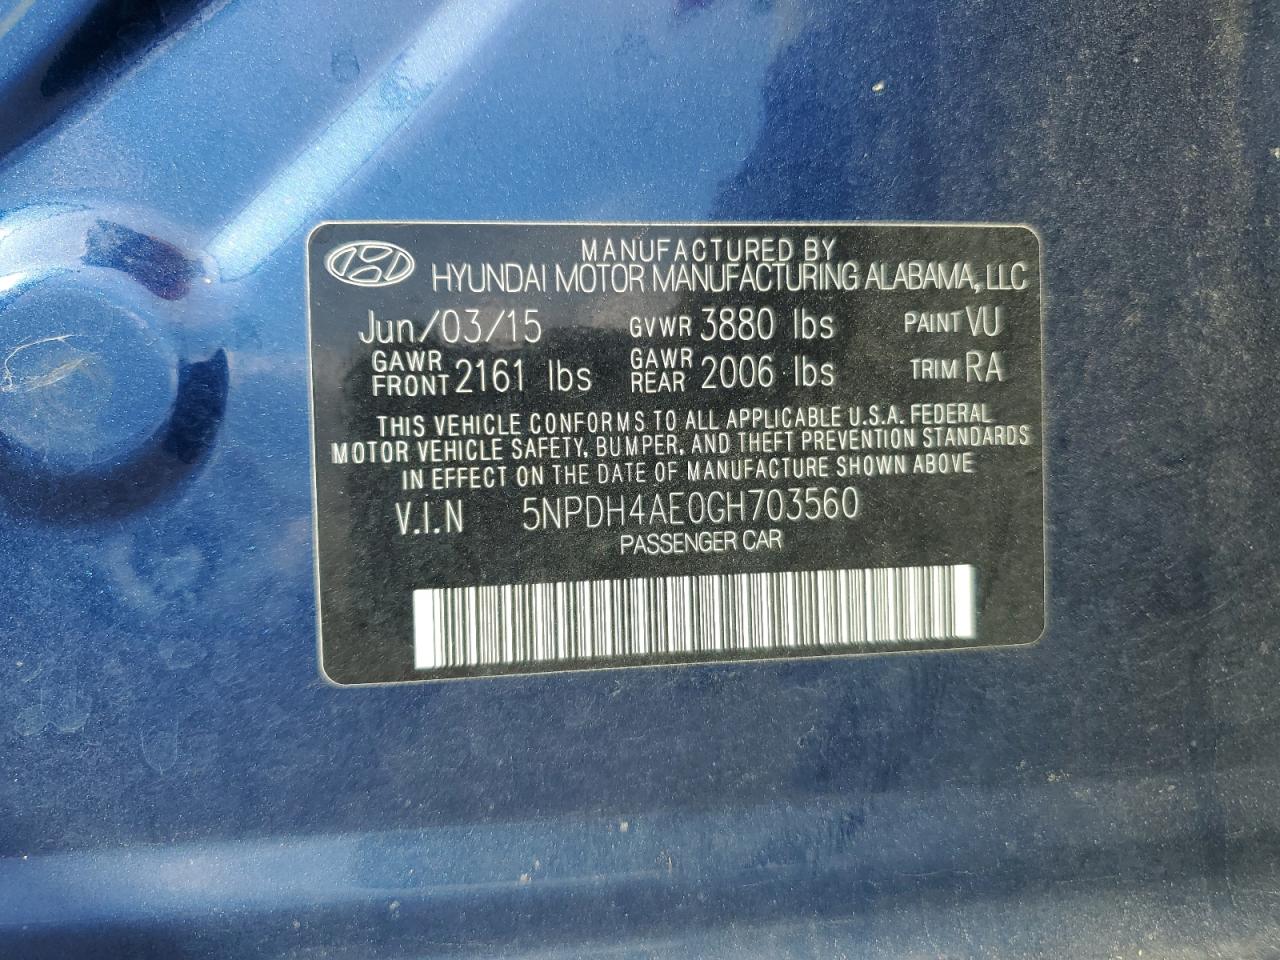 MANUFACTURED BY
HYUNDAI MOTOR MANUFACTURING ALABAMA, LLC
Jun/03/15 GVWR 3880 lbs PAINT VU
GAWR FRONT 2161 lbs GAWR REAR 2006 lbs TRIM RA
THIS VEHICLE CONFORMS TO ALL APPLICABLE U.S.A. FEDERAL
MOTOR VEHICLE SAFETY, BUMPER, AND THEFT PREVENTION STANDARDS
IN EFFECT ON THE DATE OF MANUFACTURE SHOWN ABOVE
V.I.N 5NPDH4AE0GH703560
PASSENGER CAR